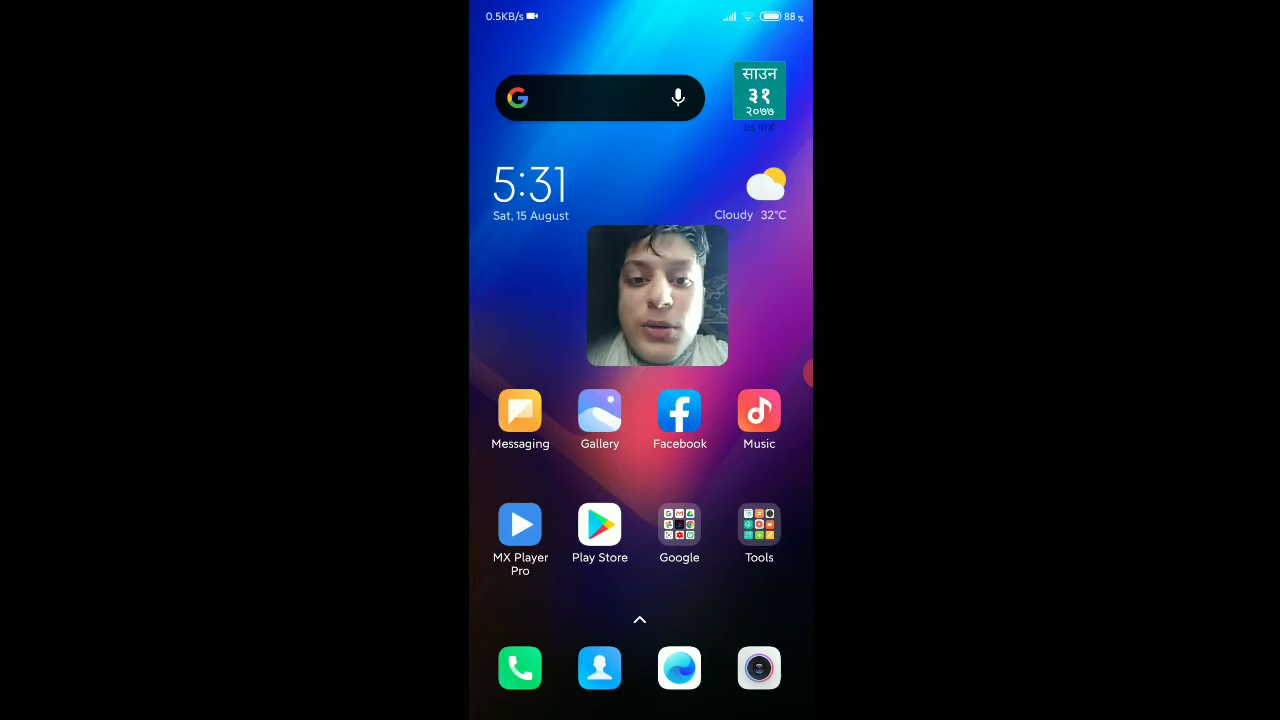 0.5KB/s
88 %
साउन
३१
२०७७
bs पात्रो
5:31
Sat, 15 August
Cloudy 32°C
Messaging
Gallery
Facebook
Music
MX Player
Pro
Play Store
Google
Tools